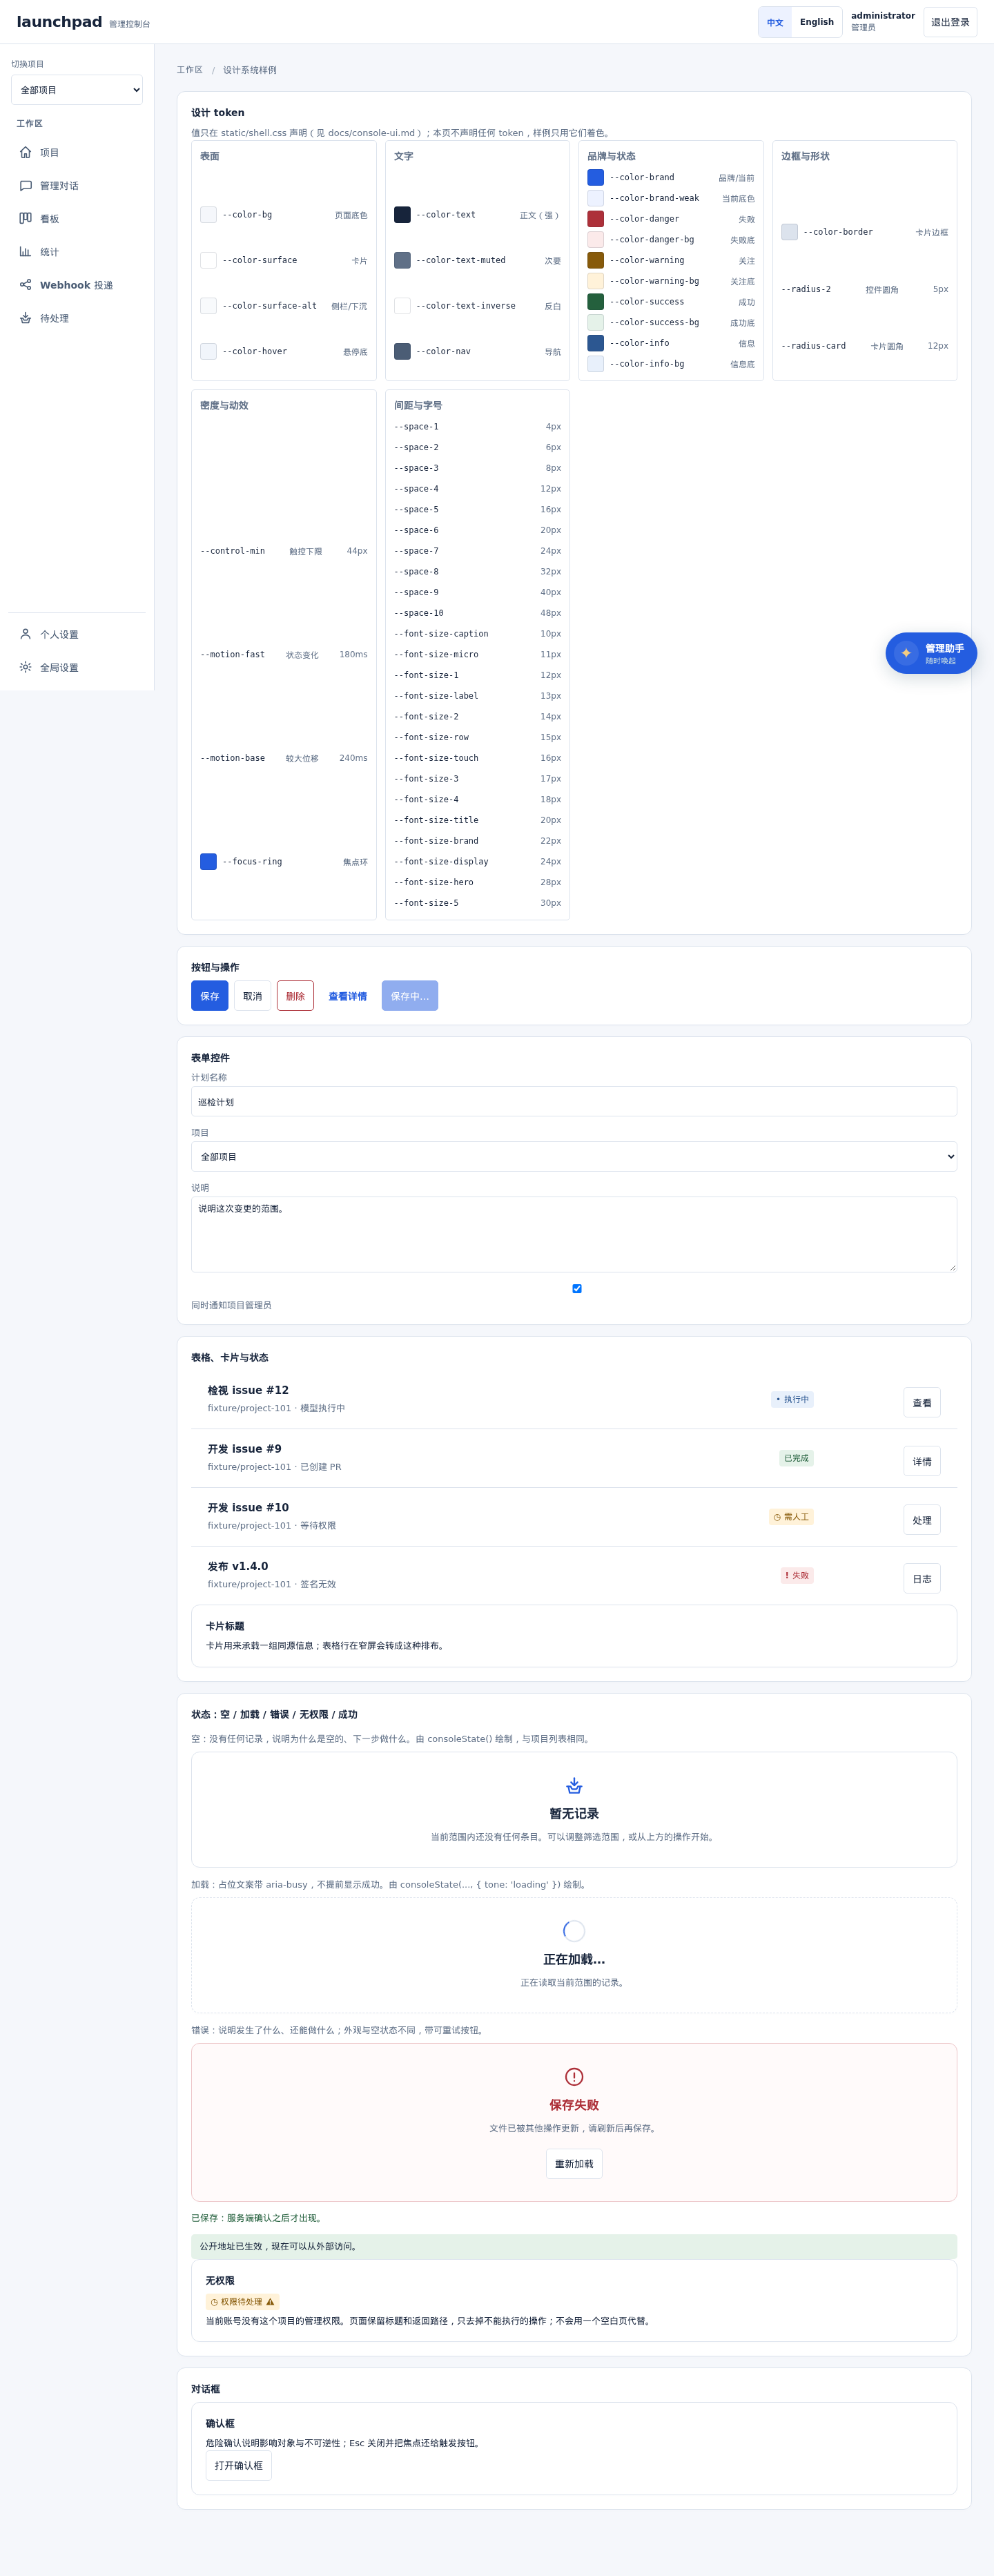 launchpad 管理控制台
中文 English administrator 管理员 退出登录
切换项目
全部项目
工作区
项目
管理对话
看板
统计
Webhook 投递
待处理
个人设置
全局设置
工作区 / 设计系统样例
设计 token
值只在 static/shell.css 声明（见 docs/console-ui.md）；本页不声明任何 token，样例只用它们着色。
表面
--color-bg 页面底色
--color-surface 卡片
--color-surface-alt 侧栏/下沉
--color-hover 悬停底
文字
--color-text 正文（强）
--color-text-muted 次要
--color-text-inverse 反白
--color-nav 导航
品牌与状态
--color-brand 品牌/当前
--color-brand-weak 当前底色
--color-danger 失败
--color-danger-bg 失败底
--color-warning 关注
--color-warning-bg 关注底
--color-success 成功
--color-success-bg 成功底
--color-info 信息
--color-info-bg 信息底
边框与形状
--color-border 卡片边框
--radius-2 控件圆角 5px
--radius-card 卡片圆角 12px
密度与动效
--control-min 触控下限 44px
--motion-fast 状态变化 180ms
--motion-base 较大位移 240ms
--focus-ring 焦点环
间距与字号
--space-1 4px
--space-2 6px
--space-3 8px
--space-4 12px
--space-5 16px
--space-6 20px
--space-7 24px
--space-8 32px
--space-9 40px
--space-10 48px
--font-size-caption 10px
--font-size-micro 11px
--font-size-1 12px
--font-size-label 13px
--font-size-2 14px
--font-size-row 15px
--font-size-touch 16px
--font-size-3 17px
--font-size-4 18px
--font-size-title 20px
--font-size-brand 22px
--font-size-display 24px
--font-size-hero 28px
--font-size-5 30px
管理助手
随时唤起
按钮与操作
保存 取消 删除 查看详情 保存中…
表单控件
计划名称
巡检计划
项目
全部项目
说明
说明这次变更的范围。
同时通知项目管理员
表格、卡片与状态
检视 issue #12
fixture/project-101 · 模型执行中
• 执行中
查看
开发 issue #9
fixture/project-101 · 已创建 PR
已完成
详情
开发 issue #10
fixture/project-101 · 等待权限
◷ 需人工
处理
发布 v1.4.0
fixture/project-101 · 签名无效
! 失败
日志
卡片标题
卡片用来承载一组同源信息；表格行在窄屏会转成这种排布。
状态：空 / 加载 / 错误 / 无权限 / 成功
空：没有任何记录，说明为什么是空的、下一步做什么。由 consoleState() 绘制，与项目列表相同。
暂无记录
当前范围内还没有任何条目。可以调整筛选范围，或从上方的操作开始。
加载：占位文案带 aria-busy，不提前显示成功。由 consoleState(…, { tone: 'loading' }) 绘制。
正在加载…
正在读取当前范围的记录。
错误：说明发生了什么、还能做什么；外观与空状态不同，带可重试按钮。
保存失败
文件已被其他操作更新，请刷新后再保存。
重新加载
已保存：服务端确认之后才出现。
公开地址已生效，现在可以从外部访问。
无权限
◷ 权限待处理 ⚠
当前账号没有这个项目的管理权限。页面保留标题和返回路径，只去掉不能执行的操作；不会用一个空白页代替。
对话框
确认框
危险确认说明影响对象与不可逆性；Esc 关闭并把焦点还给触发按钮。
打开确认框